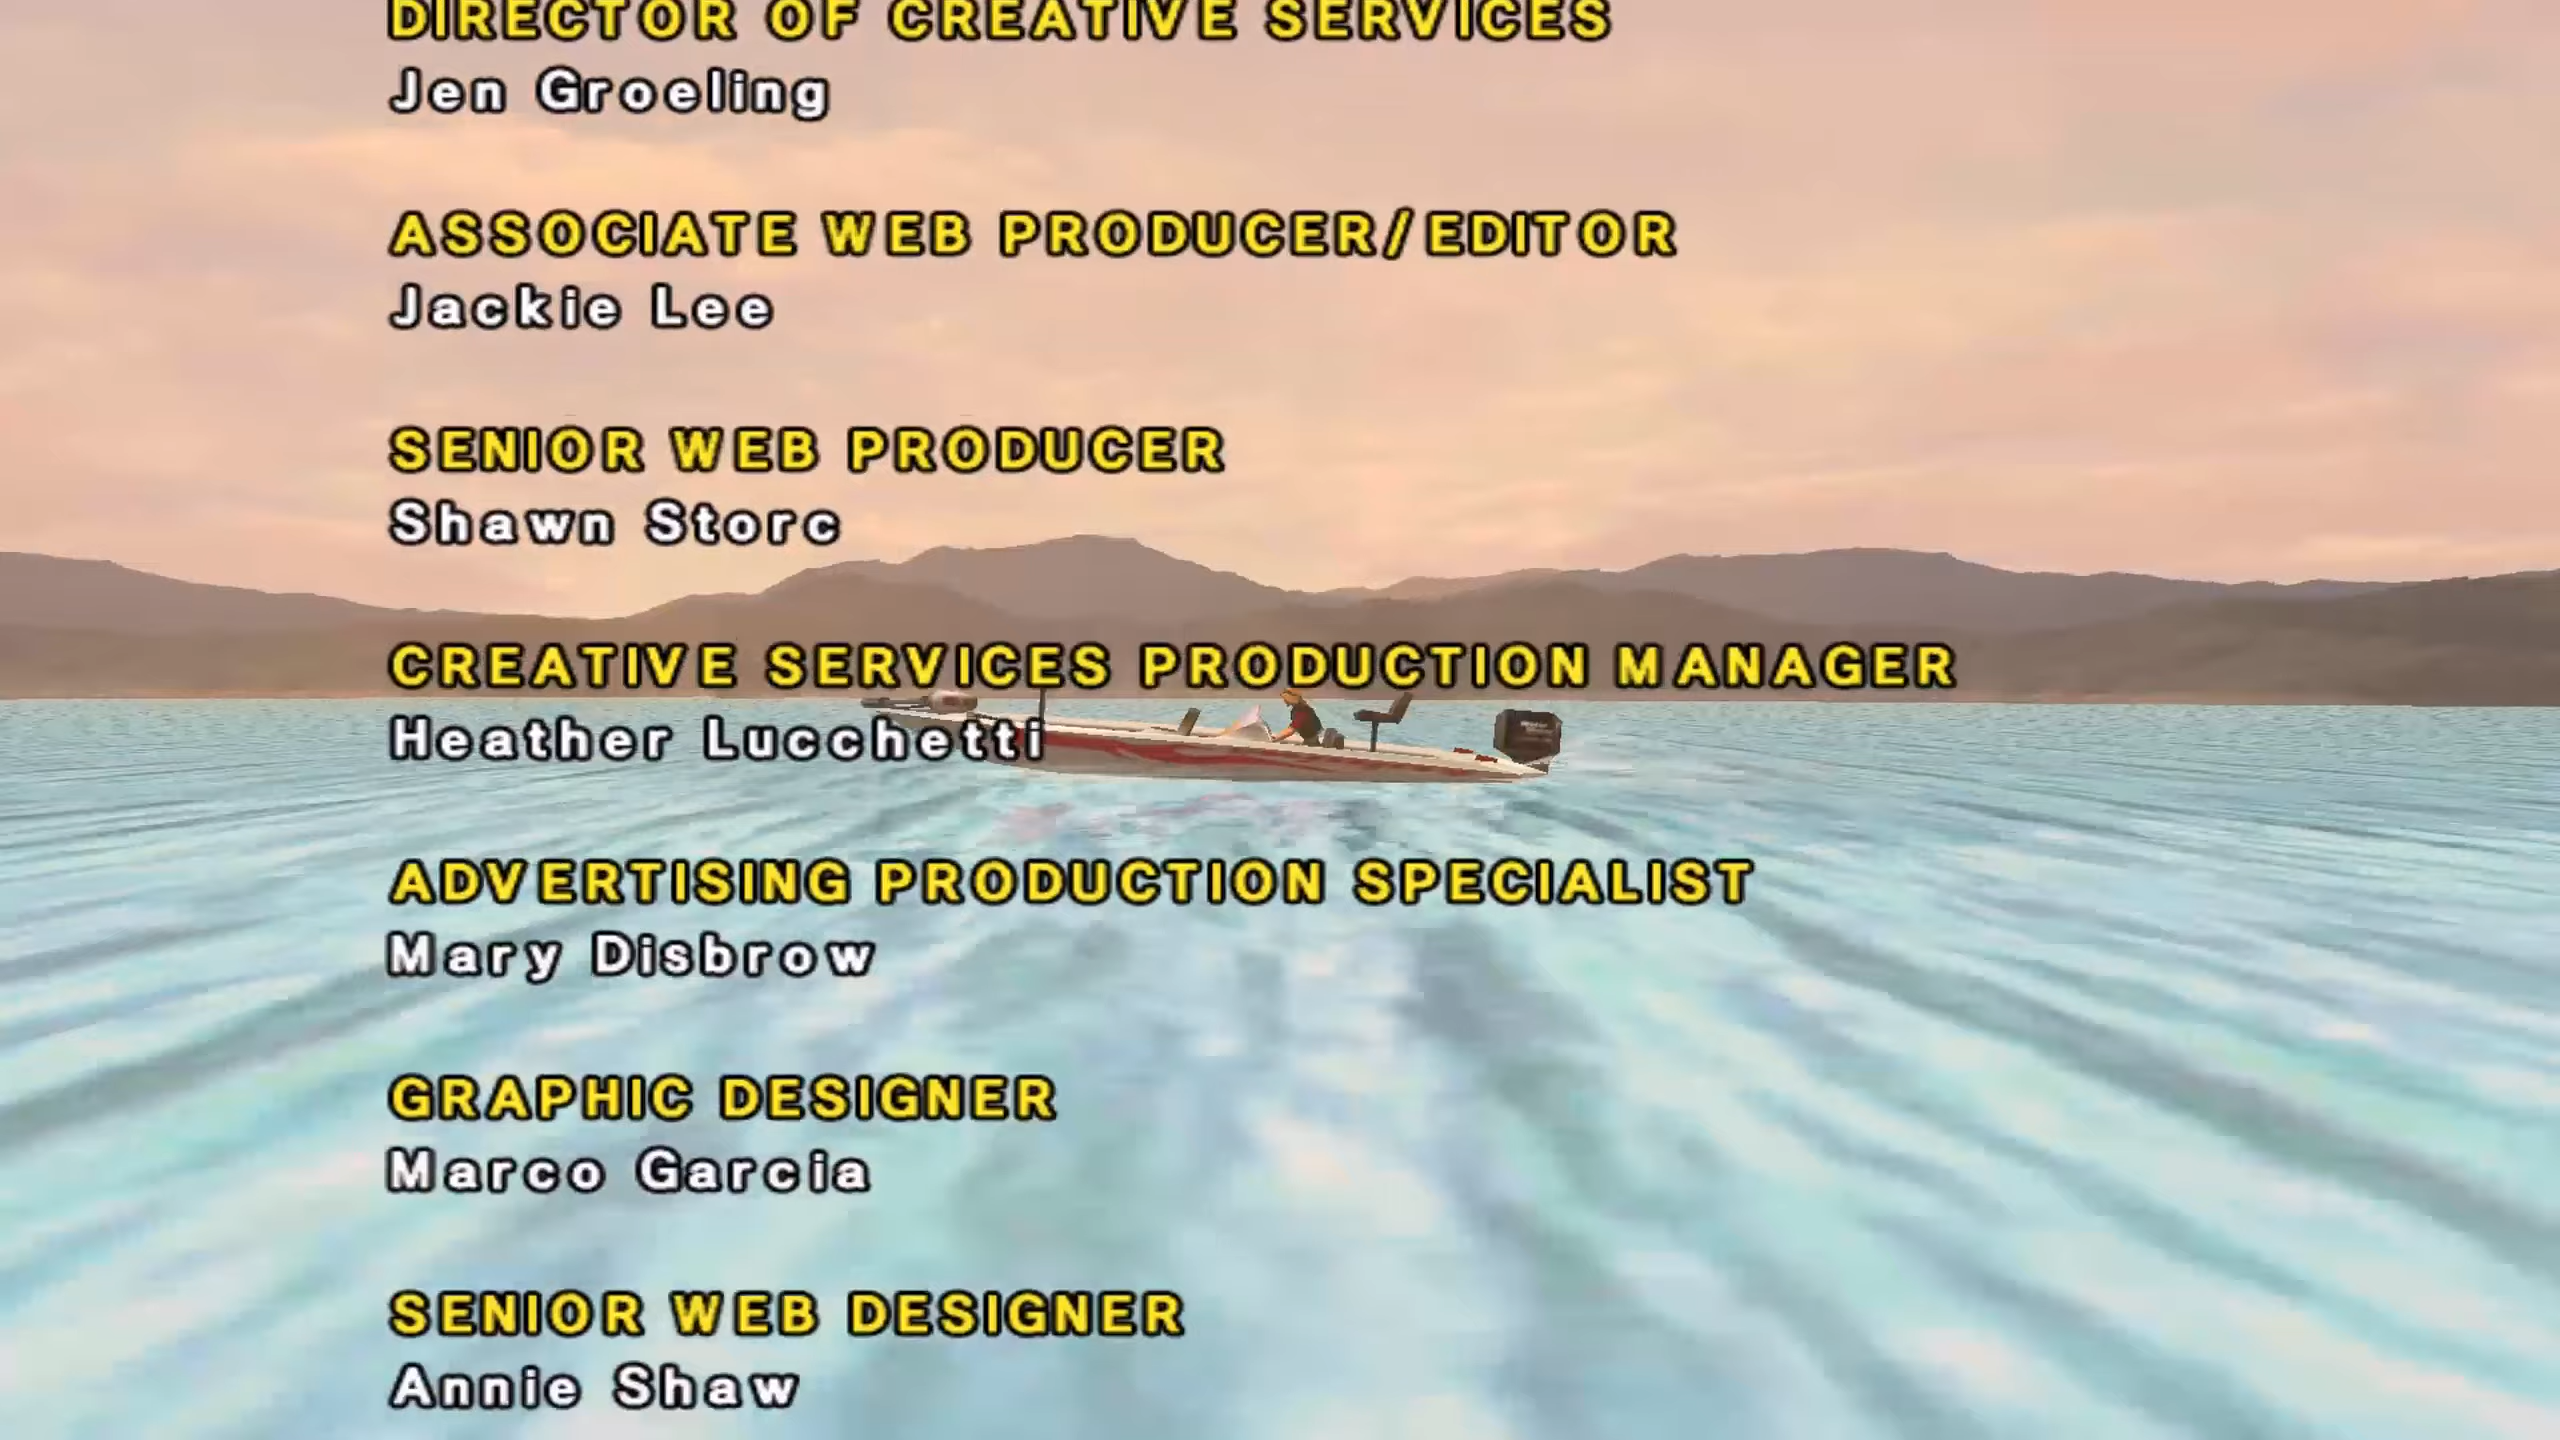 DIRECTOR OF CREATIVE SERVICES
Jen Groeling
ASSOCIATE WEB PRODUCER/EDITOR
Jackie Lee
SENIOR WEB PRODUCER
Shawn Storc
CREATIVE SERVICES PRODUCTION MANAGER
Heather Lucchetti
ADVERTISING PRODUCTION SPECIALIST
Mary Disbrow
GRAPHIC DESIGNER
Marco Garcia
SENIOR WEB DESIGNER
Annie Shaw